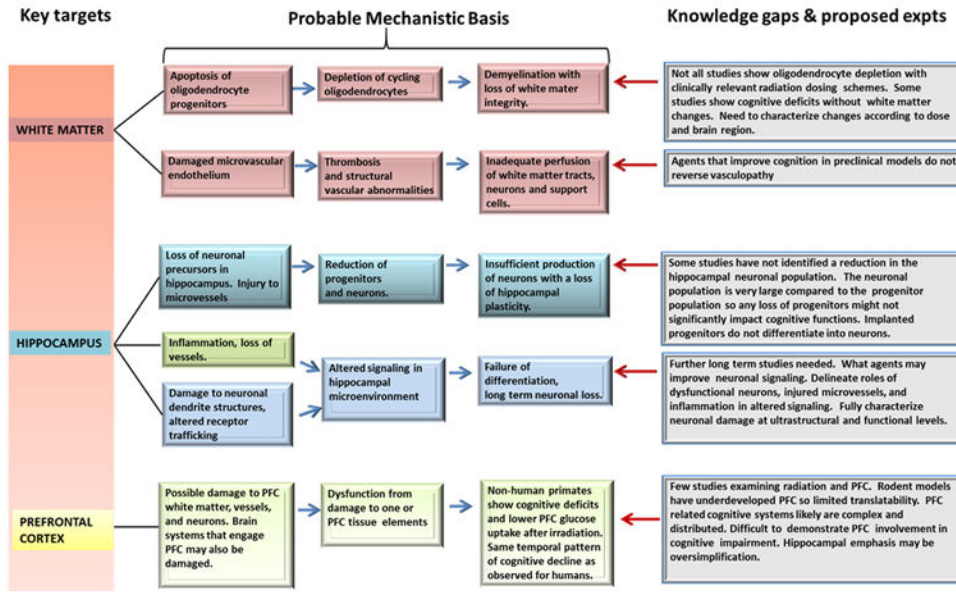 Key targets
Probable Mechanistic Basis
Knowledge gaps & proposed expts
WHITE MATTER
Apoptosis of
oligodendrocyte
progenitors
Depletion of cycling
oligodendrocytes
Demyelination with
loss of white mater
integrity.
Not all studies show oligodendrocyte depletion with
clinically relevant radiation dosing schemes. Some
studies show cognitive deficits without white matter
changes. Need to characterize changes according to dose
and brain region.
Damaged microvascular
endothelium
Thrombosis
and structural
vascular abnormalities
Inadequate perfusion
of white matter tracts,
neurons and support
cells.
Agents that improve cognition in preclinical models do not
reverse vasculopathy
HIPPOCAMPUS
Loss of neuronal
precursors in
hippocampus. Injury to
microvessels
Reduction of
progenitors
and neurons.
Insufficient production
of neurons with a loss
of hippocampal
plasticity.
Some studies have not identified a reduction in the
hippocampal neuronal population. The neuronal
population is very large compared to the progenitor
population so any loss of progenitors might not
significantly impact cognitive functions. Implanted
progenitors do not differentiate into neurons.
Inflammation, loss of
vessels.
Damage to neuronal
dendrite structures,
altered receptor
trafficking
Altered signaling in
hippocampal
microenvironment
Failure of
differentiation,
long term neuronal loss.
Further long term studies needed. What agents may
improve neuronal signaling. Delineate roles of
dysfunctional neurons, injured microvessels, and
inflammation in altered signaling. Fully characterize
neuronal damage at ultrastructural and functional levels.
PREFRONTAL
CORTEX
Possible damage to PFC
white matter, vessels,
and neurons. Brain
systems that engage
PFC may also be
damaged.
Dysfunction from
damage to one or
PFC tissue elements
Non-human primates
show cognitive deficits
and lower PFC glucose
uptake after irradiation.
Same temporal pattern
of cognitive decline as
observed for humans.
Few studies examining radiation and PFC. Rodent models
have underdeveloped PFC so limited translatability. PFC
related cognitive systems likely are complex and
distributed. Difficult to demonstrate PFC involvement in
cognitive impairment. Hippocampal emphasis may be
oversimplification.